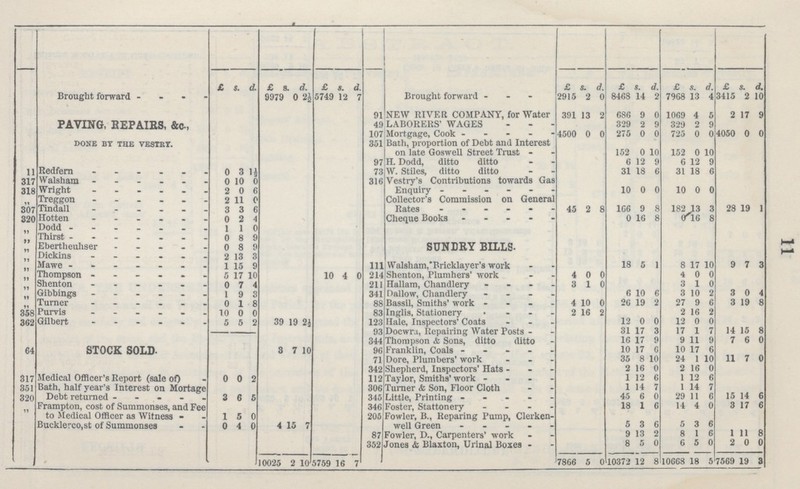 £ s. d. £ s. d. £ s. d.
Brought forward - - - - 9979 0 2½ 5749 12 7
PAVING, REPAIRS, &c.,
DONE BY THE VESTRY.
11 Redfern - - - - - - 0 3 1½
317 Walsham - - - - - - 0 10 0
318 Wright - - - - - - 2 0 6
„ Treggon - - - - - - 2 11 0
307 Tindall - - - - - - 3 3 6
320 Hotten - - - - - - 0 2 4
„ Dodd - - - - - - 1 1 0
„ Thirst - - - - - - 0 8 9
„ Ebertheuhser - - - - - 0 8 9
„ Dickins - - - - - - 2 13 3
„ Mawe - - - - - - 1 15 9
„ Thompson - - - - - - 5 17 10 10 4 0
„ Shenton - - - - - - 0 7 4
„ Gibbings - - - - - - 1 9 3
„ Turner - - - - - - 0 1 8
358 Purvis - - - - - - 10 0 0
362 Gilbert - - - - - - 5 5 2 39 19 2½
64 STOCK SOLD. 3 7 10
317 Medical Officer's Report (sale of) - 0 0 2
351 Bath, half year's Interest on Mortage
320 Debt returned - - - - - 3 6 5
„ Frampton, cost of Summonses, and Fee
to Medical Officer as Witness - - 1 5 0
Bucklerco,st of Summonses - - 0 4 0 4 15 7
10025 2 10 5759 16 7
£ s. d. £ s. d. £ s. d. £ s. d.
Brought forward - - - 2915 2 0 8468 14 2 7968 13 4 3415 2 10
91 NEW RIVER COMPANY, for Water 391 13 2 686 9 0 1069 4 5 2 17 9
49 LABORERS' WAGES - - - 329 2 9 329 2 9
107 Mortgage, Cook - - - - - 4500 0 0 275 0 0 725 0 0 4050 0 0
351 Bath, proportion of Debt and Interest
on late Goswell Street Trust - - 152 0 10 152 0 10
97 H. Dodd, ditto ditto - - 6 12 9 6 12 9
73 W. Stiles, ditto ditto - - 31 18 6 31 18 6
316 Vestry's Contributions towards Gas
Enquiry - - - - - - 10 0 0 10 0 0
Collector's Commission on General
Rates - - - - - - 45 2 8 166 9 8 182 13 3 28 19 1
Cheque Books - - - - - 0 16 8 0 16 8
SUNDRY BILLS.
111 Walsham, Bricklayer's work - - 18 5 1 8 17 10 9 7 3
214 Shenton, Plumbers' work - - 4 0 0 4 0 0
211 Hallam, Chandlery - - - - 3 1 0 3 1 0
341 Dallow, Chandlery - - - - 6 10 6 3 10 2 3 0 4
88 Bassil, Smiths' work - - - - 4 10 0 26 19 2 27 9 6 3 19 8
83 Inglis, Stationery - - - - 2 16 2 2 16 2
123 Hale, Inspectors' Coats - - - 12 0 0 12 0 0
93 Docwra, Repairing Water Posts - - 31 17 3 17 1 7 14 15 8
344 Thompson & Sons, ditto ditto - 16 17 9 9 11 9 7 6 0
96 Franklin, Coals - - - - - 10 17 6 10 17 6
71 Dore, Plumbers' work - - - 35 8 10 24 1 10 11 7 0
342 Shepherd, Inspectors' Hats - - - 2 16 0 2 16 0
112 Taylor, Smiths' work - - - - 1 12 6 1 12 6
306 Turner & Son, Floor Cloth - - 1 14 7 1 14 7
345 Little, Printing - - - - - 45 6 0 29 11 6 15 14 6
346 Foster, Stattonery - - - - 18 1 6 14 4 0 3 17 6
205 Fowler, B., Reparing Pump, Clerken-
well Green - - - - - 5 3 6 5 3 6
87 Fowler, D., Carpenters' work - - 9 13 2 8 1 6 1 11 8
352 Jones & Blaxton, Urinal Boxes - - 8 5 0 6 5 0 2 0 0
7866 5 0 10372 12 8 10668 18 5 7569 19 3
11